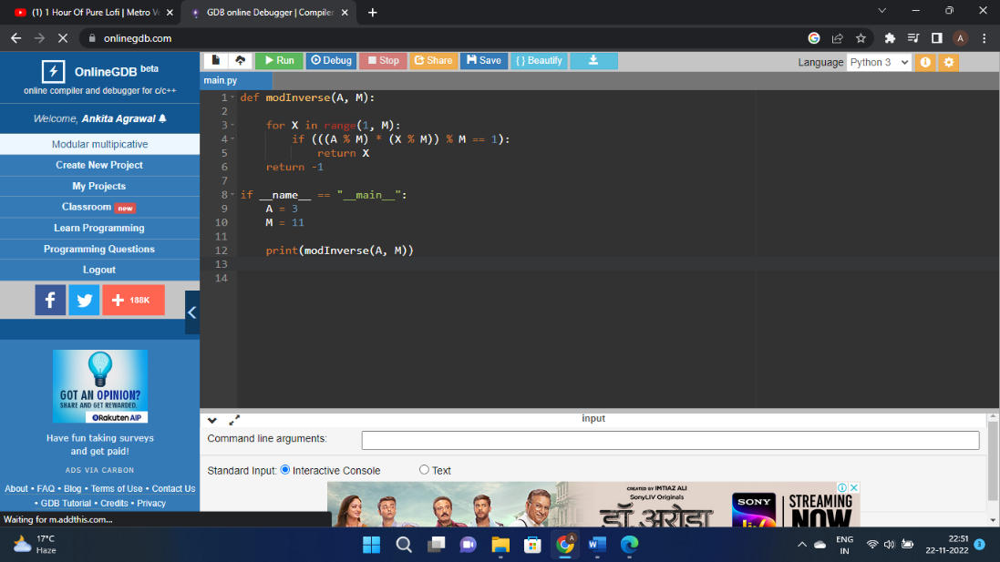 (1) 1 Hour Of Pure Lofi | Metro V
GDB online Debugger | Compiler
onlinegdb.com
A
OnlineGDB beta
online compiler and debugger for c/c++
Welcome, Ankita Agrawal
Modular multipicative
Create New Project
My Projects
Classroom new
Learn Programming
Programming Questions
Logout
188K
GOT AN OPINION?
SHARE AND GET REWARDED.
Rakuten AIP
Have fun taking surveys
and get paid!
ADS VIA CARBON
About • FAQ • Blog • Terms of Use • Contact Us
• GDB Tutorial • Credits • Privacy
Waiting for m.addthis.com...
Run Debug Stop Share Save { } Beautify
Language Python 3
main.py
1 def modInverse(A, M):
2
3 for X in range(1, M):
4 if (((A % M) * (X % M)) % M == 1):
5 return X
6 return -1
7
8 if __name__ == "__main__":
9 A = 3
10 M = 11
11
12 print(modInverse(A, M))
13
14
input
Command line arguments:
Standard Input: Interactive Console Text
CREATED BY IMTIAZ ALI
SonyLIV Originals
डॉ. अरोड़ा
SONY
STREAMING
NOW
17°C
Haze
ENG
IN
22:51
22-11-2022
3